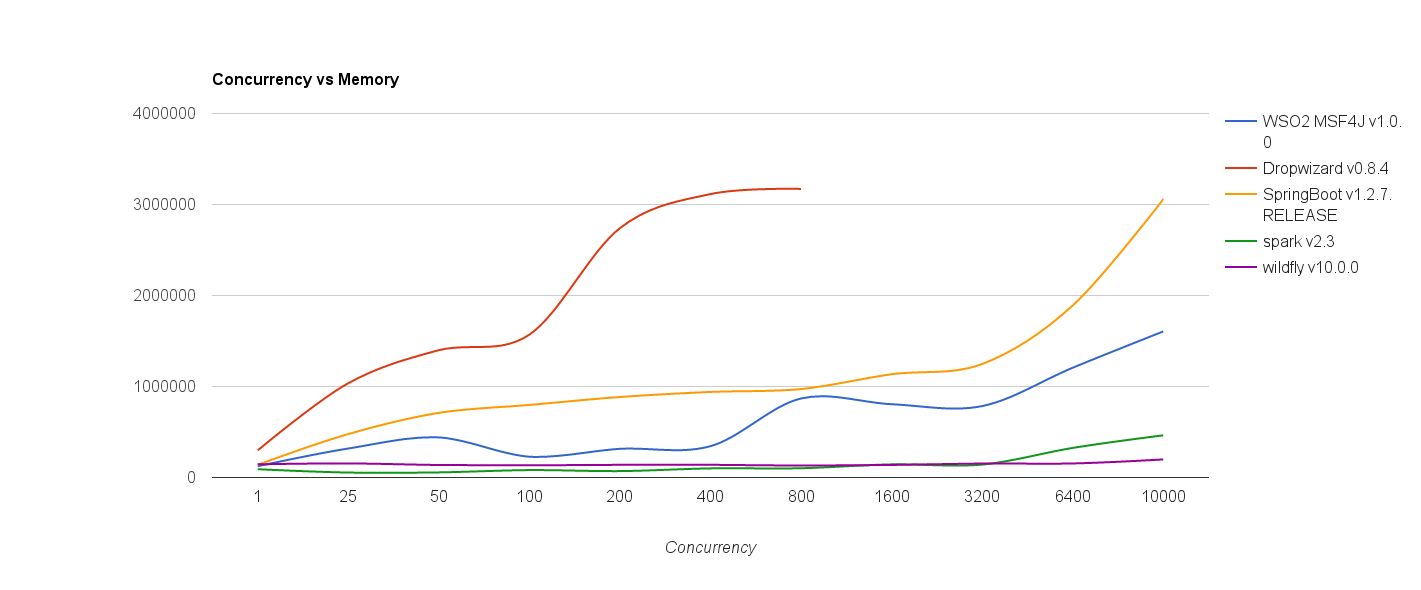 Concurrency vs Memory
4000000
3000000
2000000
1000000
0
1 25 50 100 200 400 800 1600 3200 6400 10000
Concurrency
WSO2 MSF4J v1.0.
0
Dropwizard v0.8.4
SpringBoot v1.2.7.
RELEASE
spark v2.3
wildfly v10.0.0